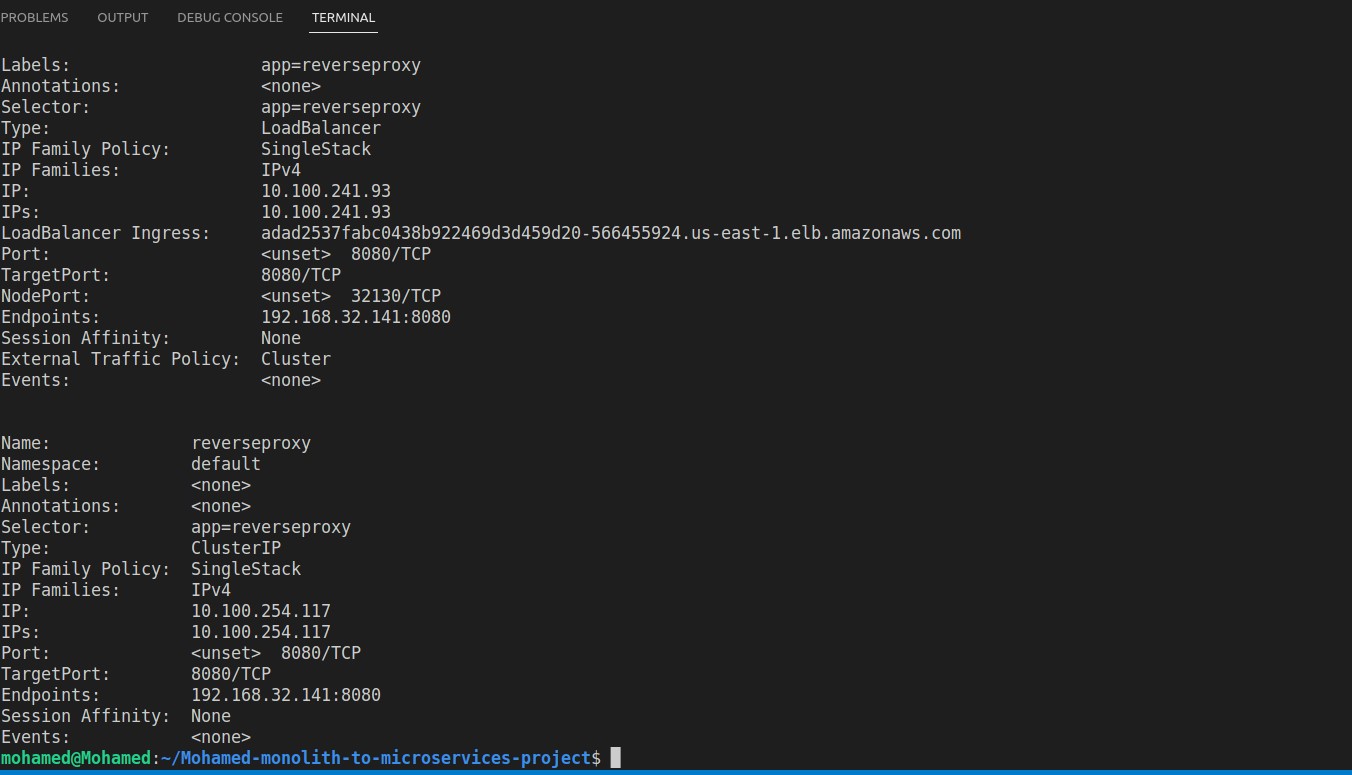 PROBLEMS OUTPUT DEBUG CONSOLE TERMINAL
Labels: app=reverseproxy
Annotations: <none>
Selector: app=reverseproxy
Type: LoadBalancer
IP Family Policy: SingleStack
IP Families: IPv4
IP: 10.100.241.93
IPs: 10.100.241.93
LoadBalancer Ingress: adad2537fabc0438b922469d3d459d20-566455924.us-east-1.elb.amazonaws.com
Port: <unset> 8080/TCP
TargetPort: 8080/TCP
NodePort: <unset> 32130/TCP
Endpoints: 192.168.32.141:8080
Session Affinity: None
External Traffic Policy: Cluster
Events: <none>
Name: reverseproxy
Namespace: default
Labels: <none>
Annotations: <none>
Selector: app=reverseproxy
Type: ClusterIP
IP Family Policy: SingleStack
IP Families: IPv4
IP: 10.100.254.117
IPs: 10.100.254.117
Port: <unset> 8080/TCP
TargetPort: 8080/TCP
Endpoints: 192.168.32.141:8080
Session Affinity: None
Events: <none>
mohamed@Mohamed:~/Mohamed-monolith-to-microservices-project$